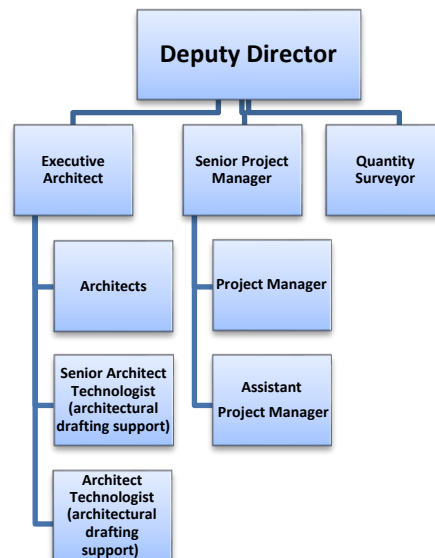 Deputy Director
Executive
Architect
Senior Project
Manager
Quantity
Surveyor
Architects
Project Manager
Senior Architect
Technologist
(architectural
drafting support)
Assistant
Project Manager
Architect
Technologist
(architectural
drafting
support)